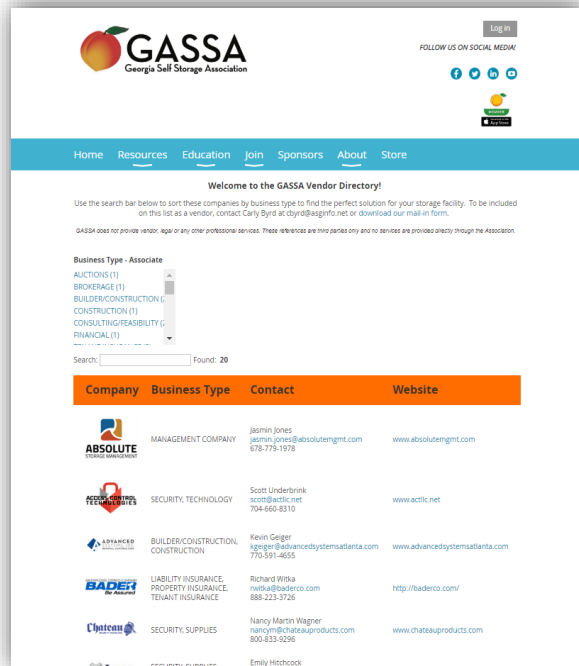 Log in
GASSA
Georgia Self Storage Association
FOLLOW US ON SOCIAL MEDIA!
App Store
Home Resources Education Join Sponsors About Store
Welcome to the GASSA Vendor Directory!
Use the search bar below to sort these companies by business type to find the perfect solution for your storage facility. To be included
on this list as a vendor, contact Carly Byrd at cbyrd@asginfo.net or download our mail-in form.
GASSA does not provide vendor, legal or any other professional services. These references are third parties only and no services are provided directly through the Association.
Business Type - Associate
AUCTIONS (1)
BROKERAGE (1)
BUILDER/CONSTRUCTION (2
CONSTRUCTION (1)
CONSULTING/FEASIBILITY (2
FINANCIAL (1)
Search: Found: 20
Company Business Type Contact Website
ABSOLUTE
STORAGE MANAGEMENT
MANAGEMENT COMPANY
Jasmin Jones
jasmin.jones@absolutemgmt.com
678-779-1978
www.absolutemgmt.com
ACCESS CONTROL
TECHNOLOGIES
SECURITY, TECHNOLOGY
Scott Underbrink
scott@actllc.net
704-660-8310
www.actllc.net
ADVANCED
BUILDER/CONSTRUCTION,
CONSTRUCTION
Kevin Geiger
kgeiger@advancedsystemsatlanta.com
770-591-4655
www.advancedsystemsatlanta.com
BADER
Be Assured
LIABILITY INSURANCE,
PROPERTY INSURANCE,
TENANT INSURANCE
Richard Witka
rwitka@baderco.com
888-223-3726
http://baderco.com/
Chateau
SECURITY, SUPPLIES
Nancy Martin Wagner
nancym@chateauproducts.com
800-833-9296
www.chateauproducts.com
SECURITY, SUPPLIES
Emily Hitchcock